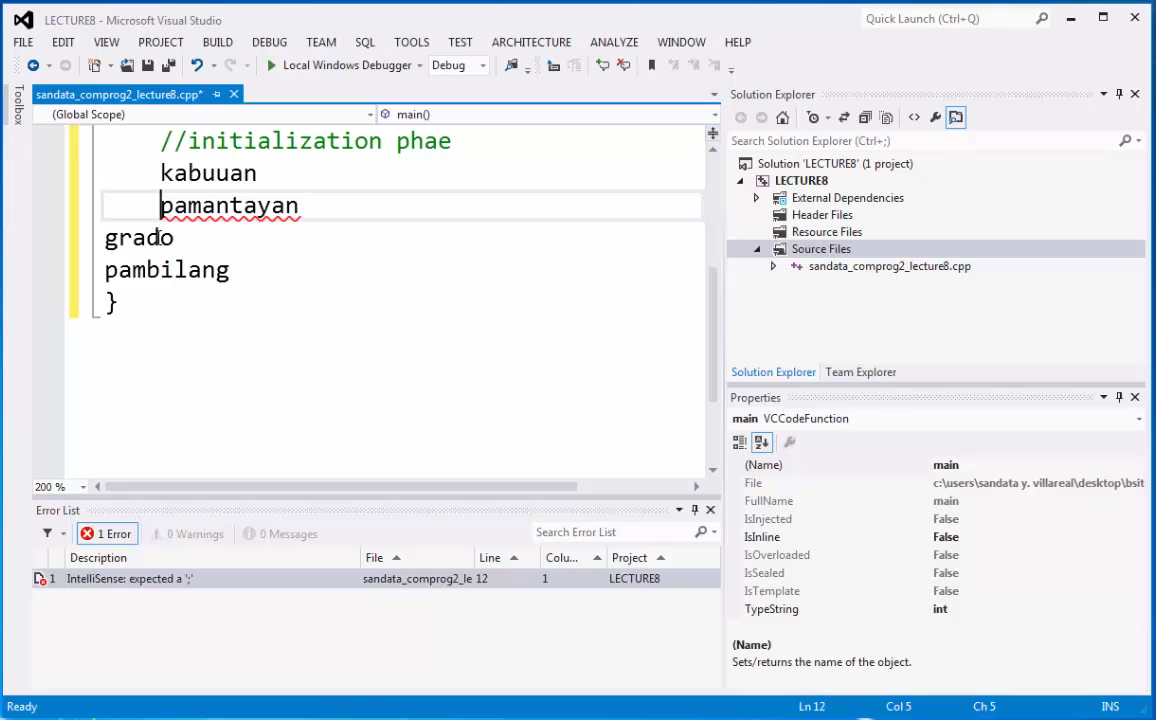 LECTURE8 - Microsoft Visual Studio
Quick Launch (Ctrl+Q)
FILE EDIT VIEW PROJECT BUILD DEBUG TEAM SQL TOOLS TEST ARCHITECTURE ANALYZE WINDOW HELP
Local Windows Debugger Debug
Toolbox
sandata_comprog2_lecture8.cpp*
(Global Scope) main()
//initialization phae
kabuuan
pamantayan
grado
pambilang
}
200 %
Error List
1 Error 0 Warnings 0 Messages Search Error List
Description File Line Colu... Project
1 IntelliSense: expected a ';' sandata_comprog2_le 12 1 LECTURE8
Solution Explorer
Search Solution Explorer (Ctrl+;)
Solution 'LECTURE8' (1 project)
LECTURE8
External Dependencies
Header Files
Resource Files
Source Files
sandata_comprog2_lecture8.cpp
Solution Explorer Team Explorer
Properties
main VCCodeFunction
(Name) main
File c:\users\sandata y. villareal\desktop\bsit
FullName main
IsInjected False
IsInline False
IsOverloaded False
IsSealed False
IsTemplate False
TypeString int
(Name)
Sets/returns the name of the object.
Ready Ln 12 Col 5 Ch 5 INS